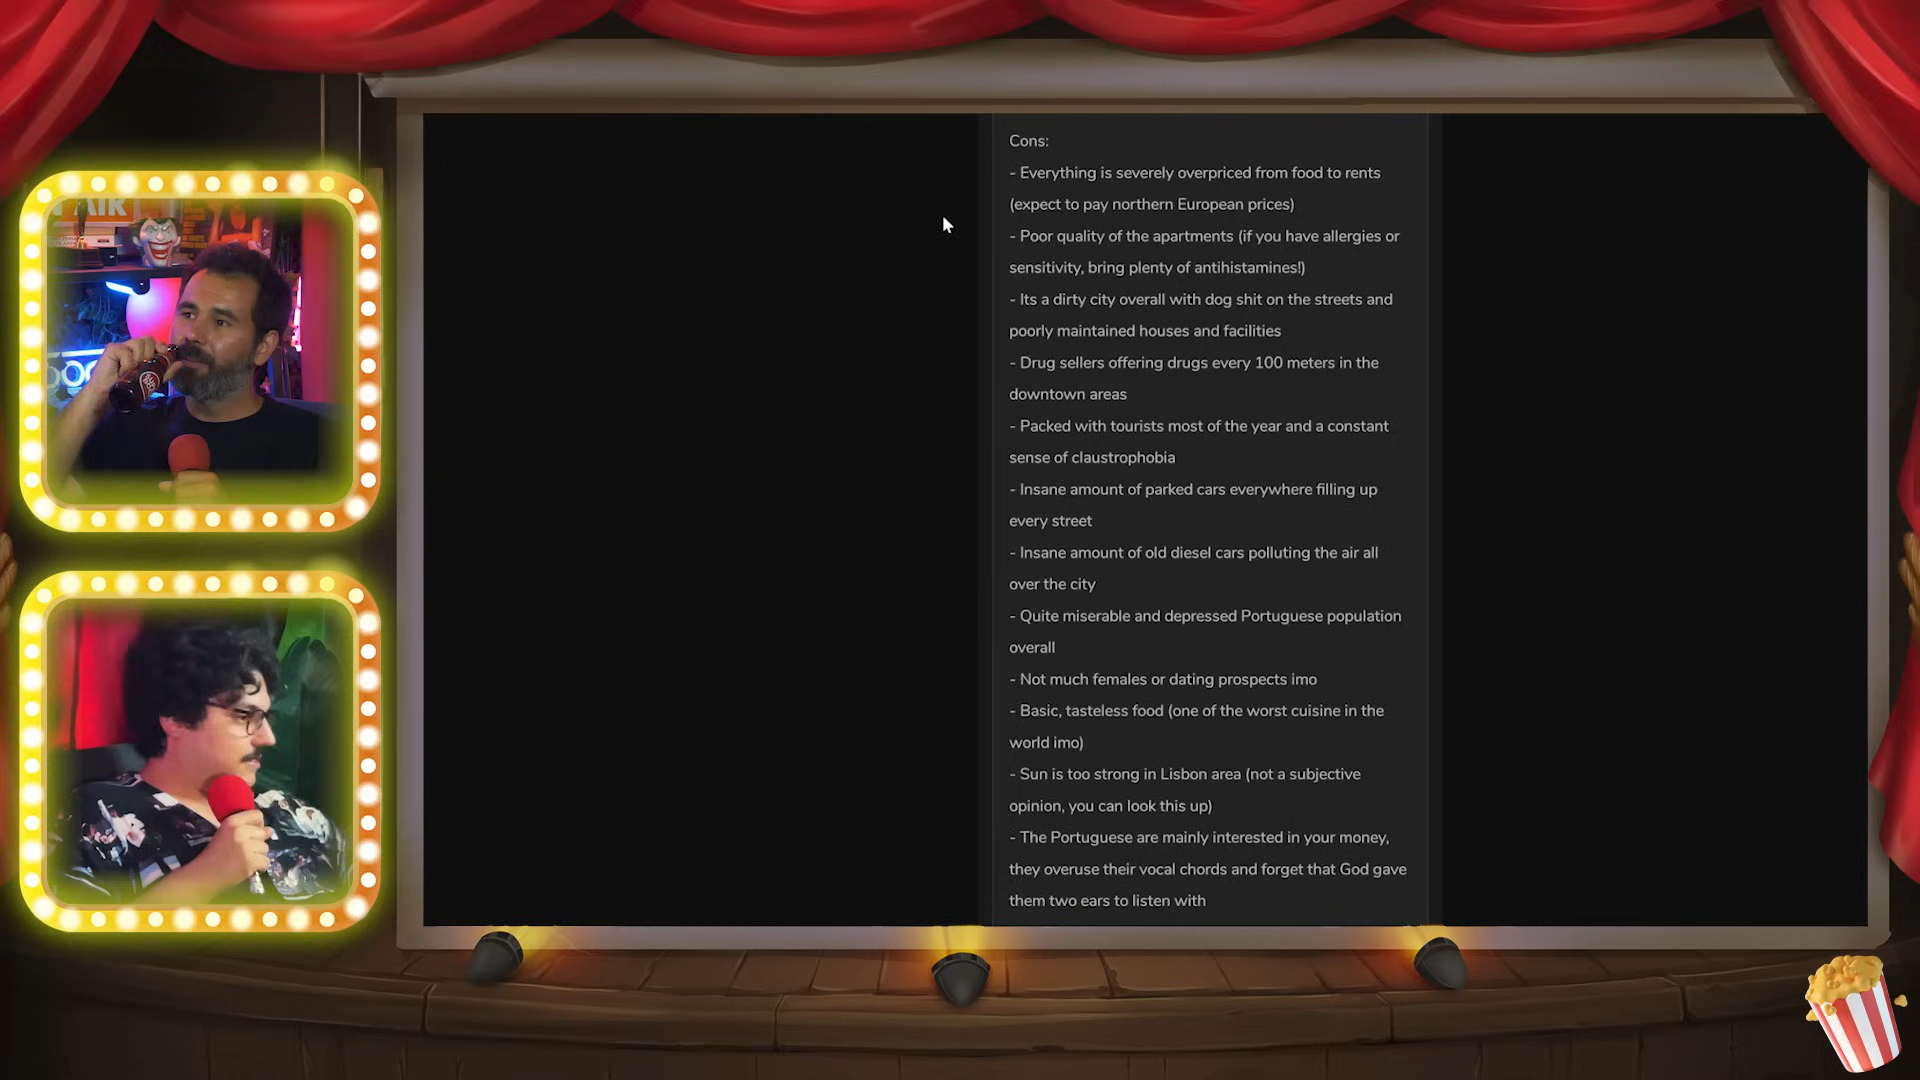 AIR
Cons:
- Everything is severely overpriced from food to rents
(expect to pay northern European prices)
- Poor quality of the apartments (if you have allergies or
sensitivity, bring plenty of antihistamines!)
- Its a dirty city overall with dog shit on the streets and
poorly maintained houses and facilities
- Drug sellers offering drugs every 100 meters in the
downtown areas
- Packed with tourists most of the year and a constant
sense of claustrophobia
- Insane amount of parked cars everywhere filling up
every street
- Insane amount of old diesel cars polluting the air all
over the city
- Quite miserable and depressed Portuguese population
overall
- Not much females or dating prospects imo
- Basic, tasteless food (one of the worst cuisine in the
world imo)
- Sun is too strong in Lisbon area (not a subjective
opinion, you can look this up)
- The Portuguese are mainly interested in your money,
they overuse their vocal chords and forget that God gave
them two ears to listen with